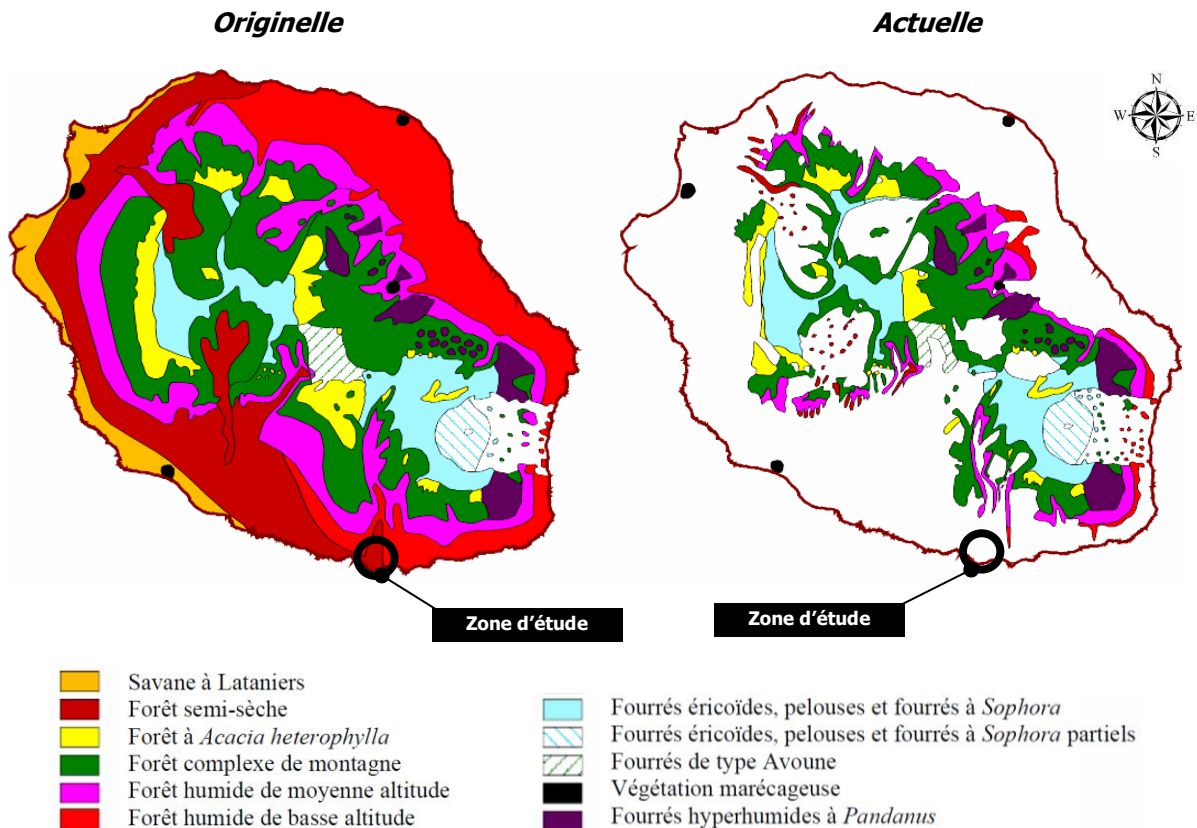 Originelle
Actuelle
N
W
E
S
Zone d'étude
Zone d'étude
Savane à Lataniers
Forêt semi-sèche
Forêt à Acacia heterophylla
Forêt complexe de montagne
Forêt humide de moyenne altitude
Forêt humide de basse altitude
Fourrés éricoïdes, pelouses et fourrés à Sophora
Fourrés éricoïdes, pelouses et fourrés à Sophora partiels
Fourrés de type Avoune
Végétation marécageuse
Fourrés hyperhumides à Pandanus